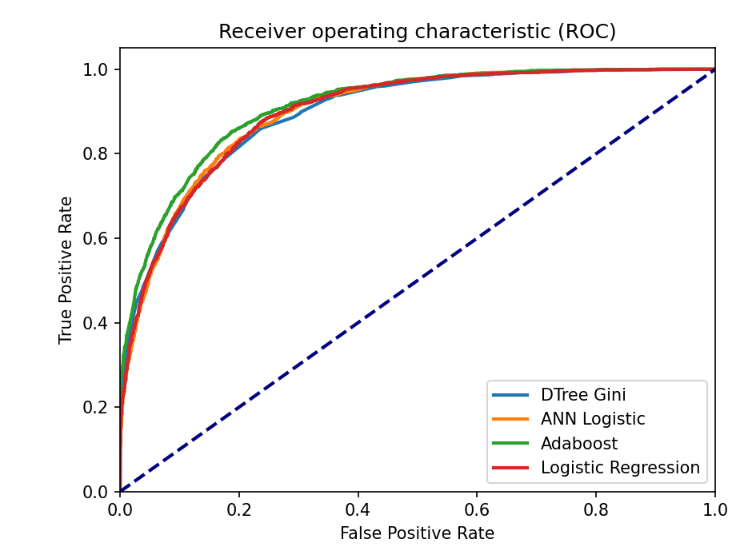 Receiver operating characteristic (ROC)
1.0
0.8
0.6
0.4
0.2
0.0
True Positive Rate
DTree Gini
ANN Logistic
Adaboost
Logistic Regression
0.0 0.2 0.4 0.6 0.8 1.0
False Positive Rate